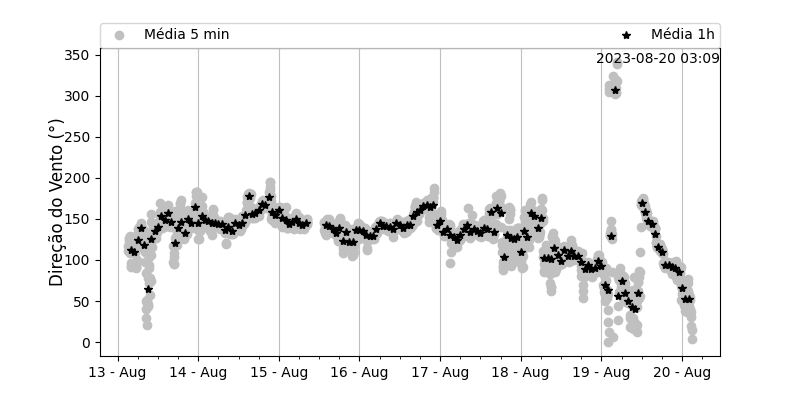 Média 5 min
Média 1h
2023-08-20 03:09
Direção do Vento (°)
350
300
250
200
150
100
50
0
13 - Aug
14 - Aug
15 - Aug
16 - Aug
17 - Aug
18 - Aug
19 - Aug
20 - Aug